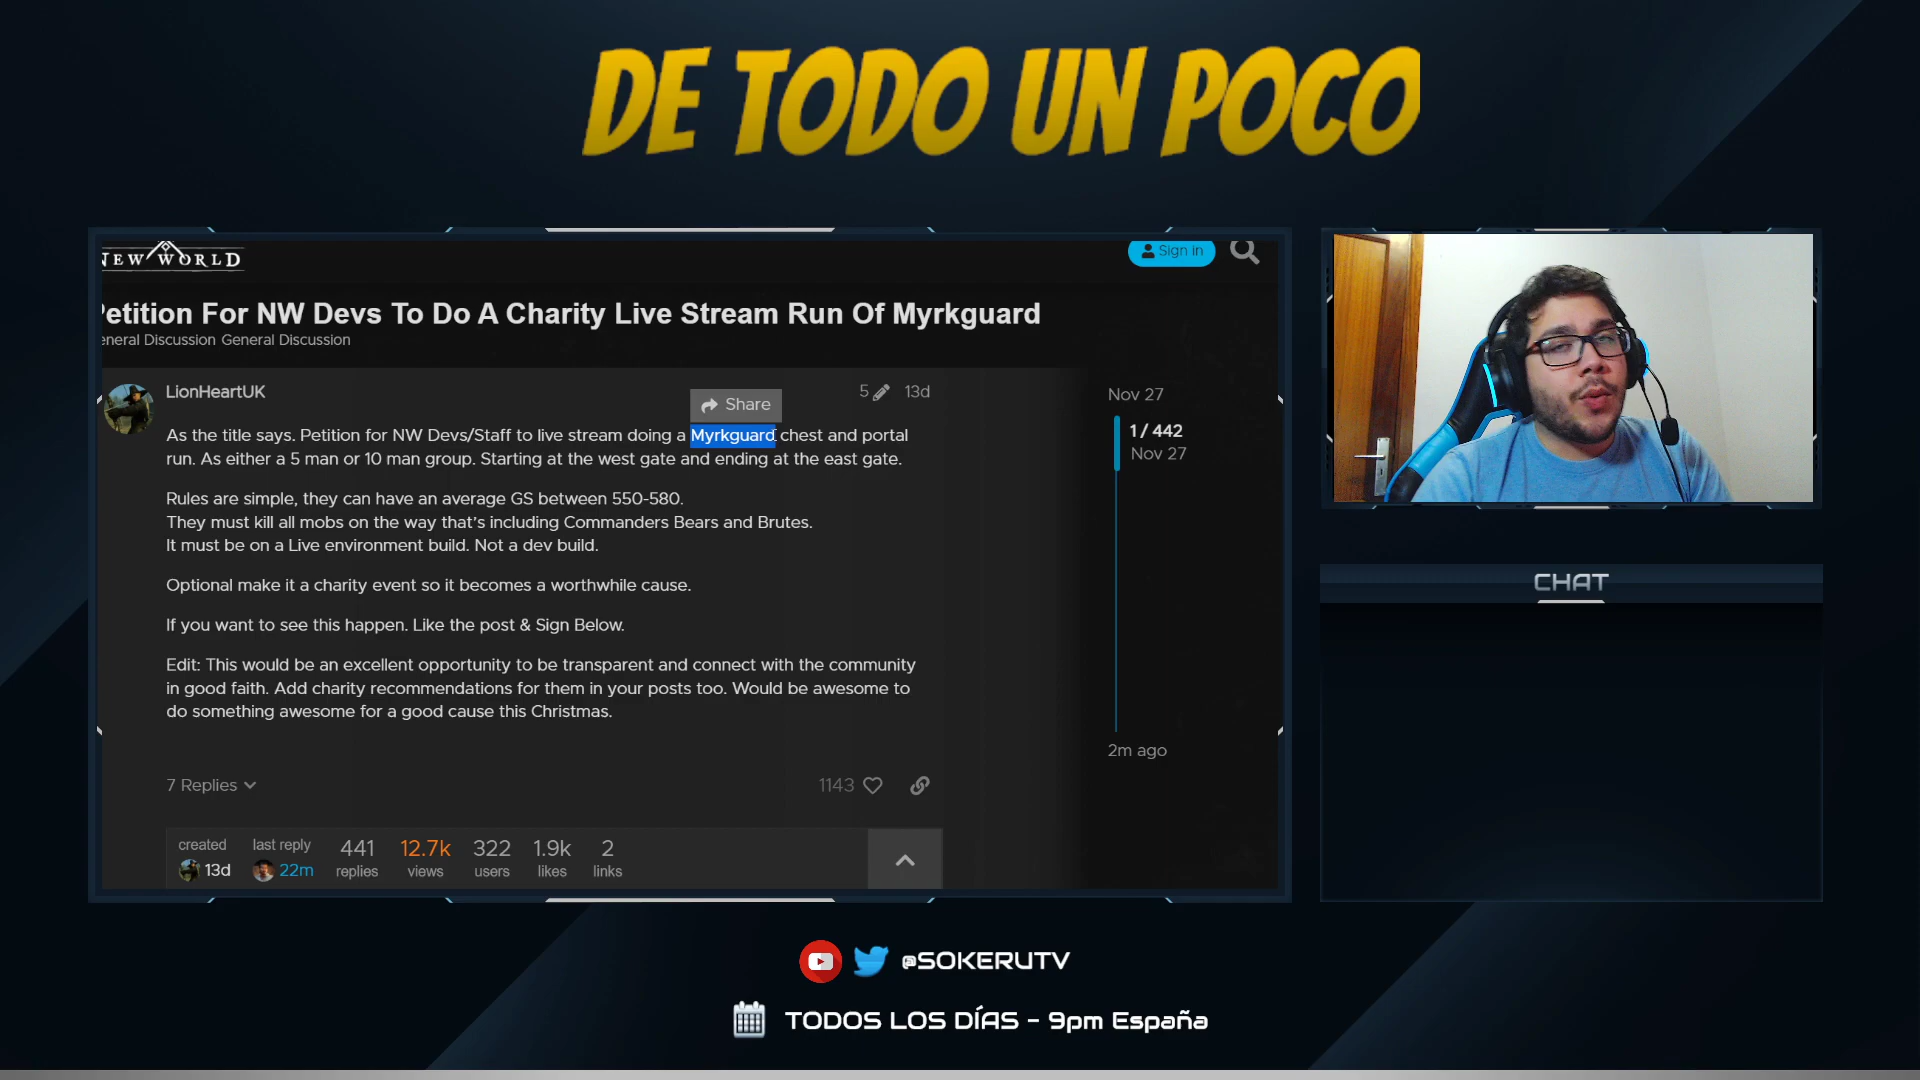 DE TODO UN POCO
NEW WORLD
Sign In
Petition For NW Devs To Do A Charity Live Stream Run Of Myrkguard
eneral Discussion General Discussion
LionHeartUK
Share
5
13d
As the title says. Petition for NW Devs/Staff to live stream doing a Myrkguard chest and portal
run. As either a 5 man or 10 man group. Starting at the west gate and ending at the east gate.
Rules are simple, they can have an average GS between 550-580.
They must kill all mobs on the way that's including Commanders Bears and Brutes.
It must be on a Live environment build. Not a dev build.
Optional make it a charity event so it becomes a worthwhile cause.
If you want to see this happen. Like the post & Sign Below.
Edit: This would be an excellent opportunity to be transparent and connect with the community
in good faith. Add charity recommendations for them in your posts too. Would be awesome to
do something awesome for a good cause this Christmas.
7 Replies
1143
created
13d
last reply
22m
441
replies
12.7k
views
322
users
1.9k
likes
2
links
Nov 27
1 / 442
Nov 27
2m ago
CHAT
@SOKERUTV
TODOS LOS DÍAS - 9pm España